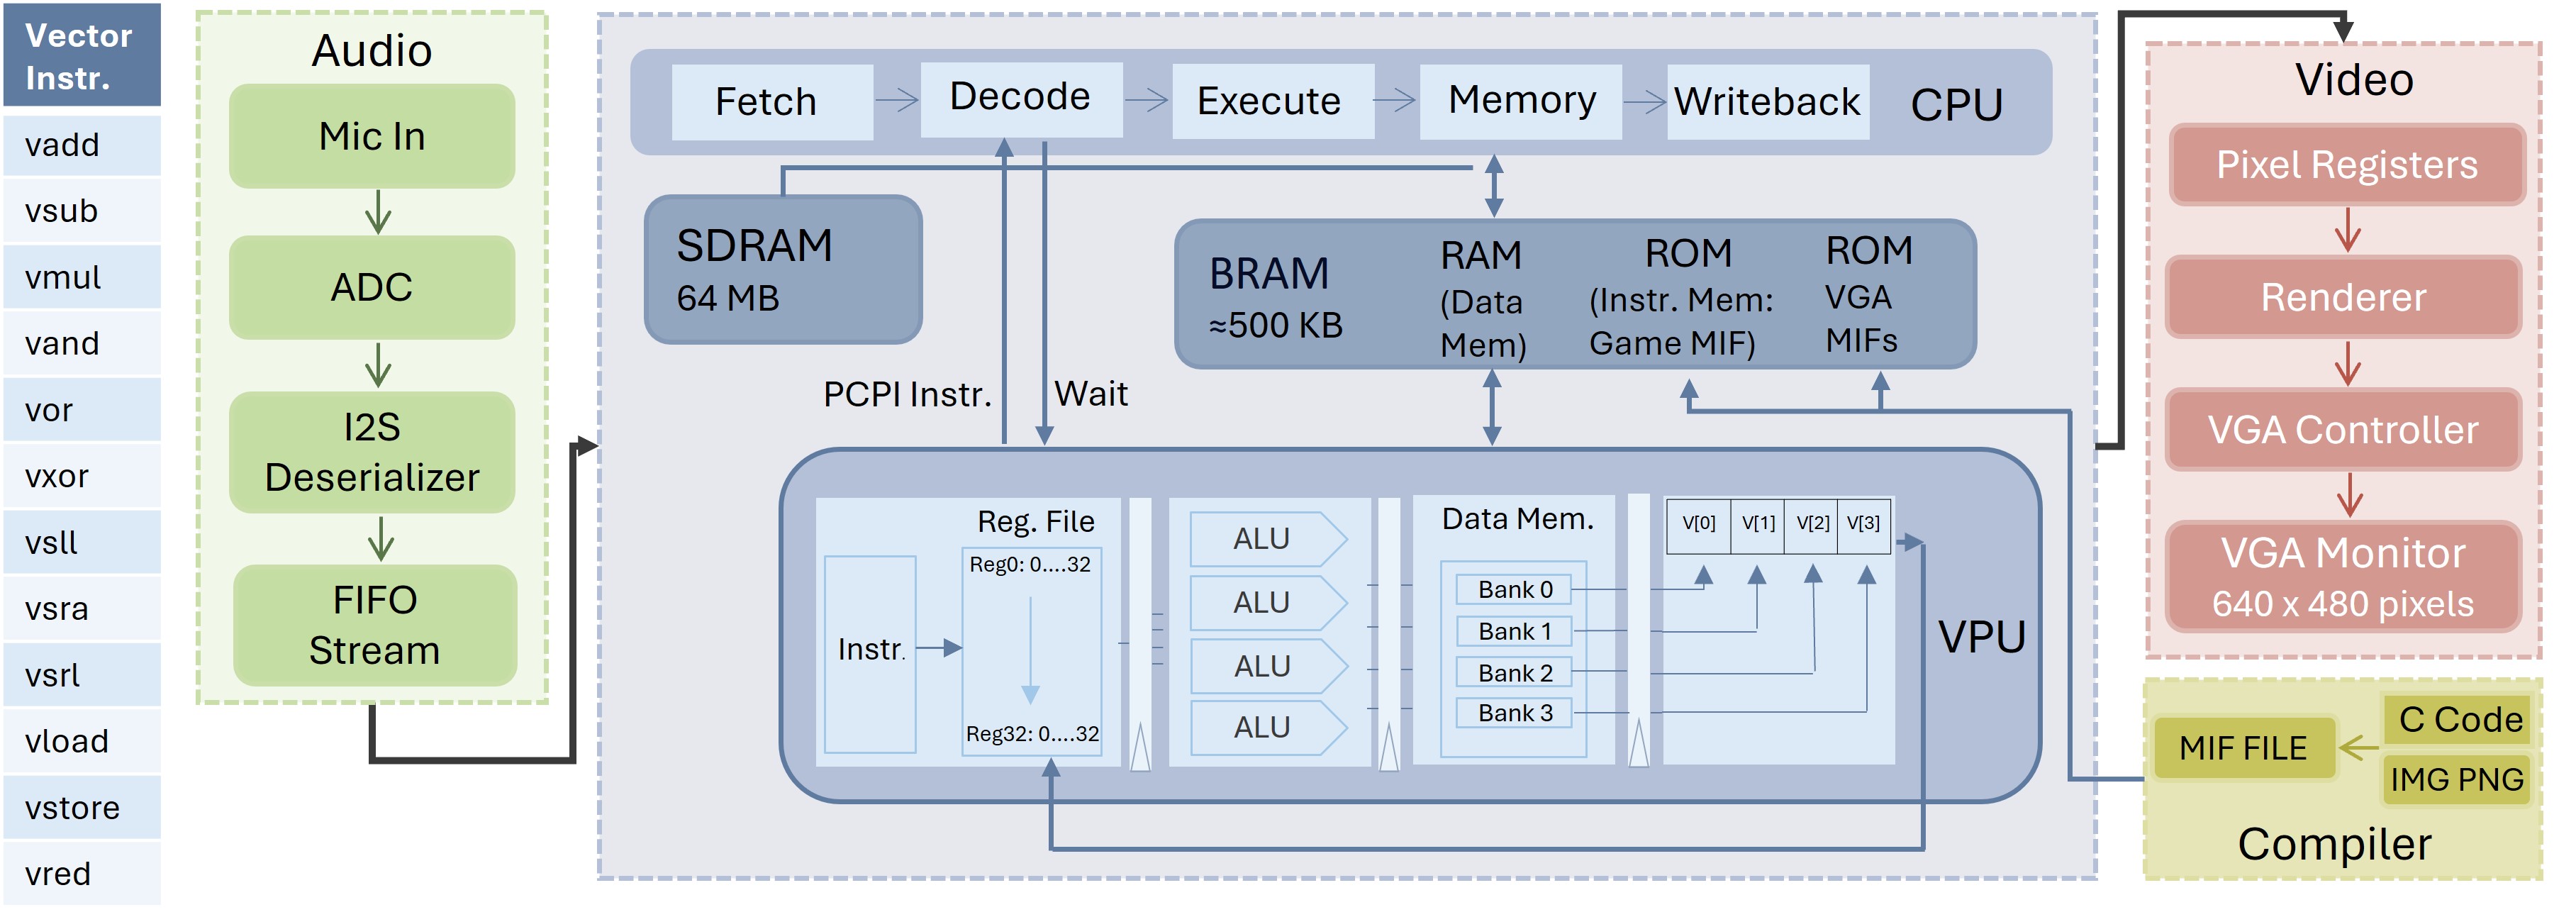 Vector
Instr.
vadd
vsub
vmul
vand
vor
vxor
vsll
vsra
vsrl
vload
vstore
vred
Audio
Mic In
ADC
I2S
Deserializer
FIFO
Stream
Fetch
Decode
Execute
Memory
Writeback
CPU
SDRAM
64 MB
BRAM
≈500 KB
RAM
(Data
Mem)
ROM
(Instr. Mem:
Game MIF)
ROM
VGA
MIFs
PCPI Instr.
Wait
Instr.
Reg. File
Reg0: 0....32
Reg32: 0....32
ALU
ALU
ALU
ALU
Data Mem.
Bank 0
Bank 1
Bank 2
Bank 3
V[0]
V[1]
V[2]
V[3]
VPU
Video
Pixel Registers
Renderer
VGA Controller
VGA Monitor
640 x 480 pixels
MIF FILE
C Code
IMG PNG
Compiler